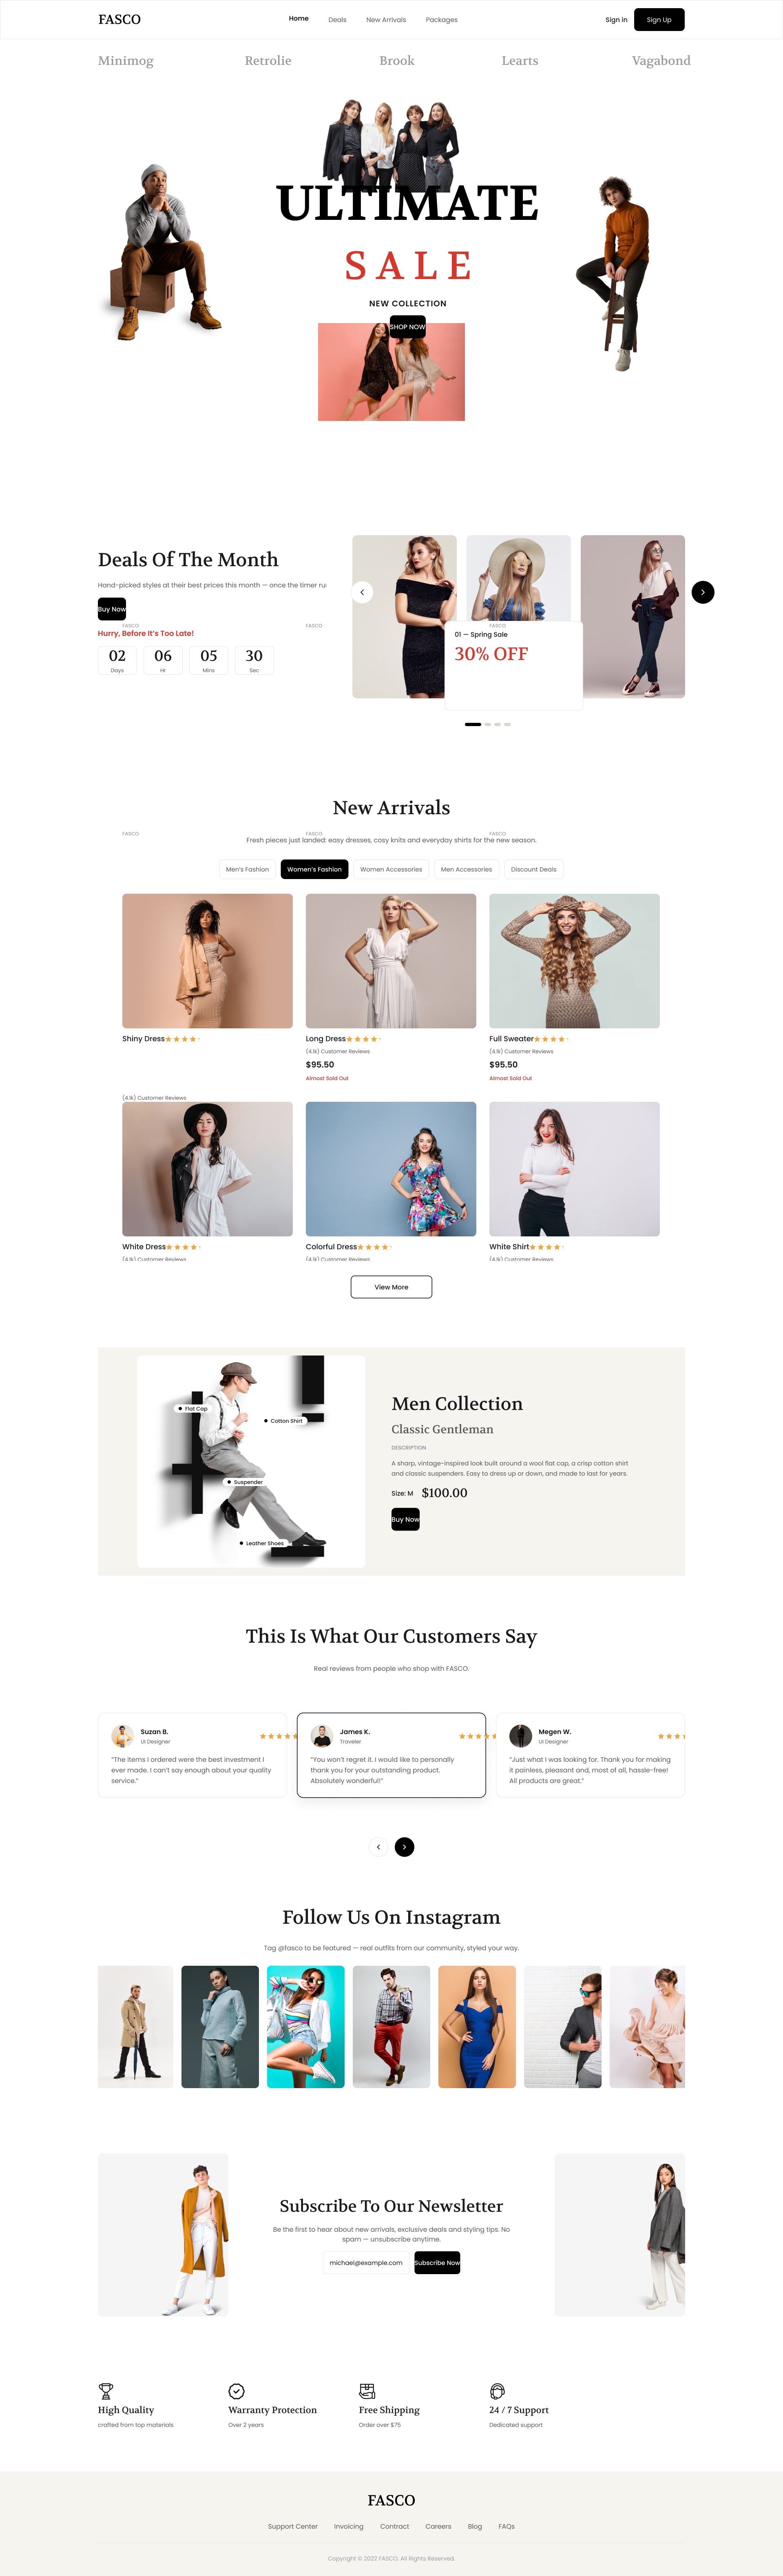 FASCO
Home Deals New Arrivals Packages
Sign in Sign Up
Minimog Retrolie Brook Learts Vagabond
ULTIMATE
SALE
NEW COLLECTION
SHOP NOW
Deals Of The Month
Hand-picked styles at their best prices this month — once the timer
Buy Now
FASCO FASCO FASCO
Hurry, Before It's Too Late!
02 06 05 30
Days Hr Mins Sec
01 — Spring Sale
30% OFF
New Arrivals
FASCO FASCO FASCO
Fresh pieces just landed: easy dresses, cosy knits and everyday shirts for the new season.
Men's Fashion Women's Fashion Women Accessories Men Accessories Discount Deals
Shiny Dress Long Dress Full Sweater
(4.1k) Customer Reviews (4.1k) Customer Reviews
$95.50 $95.50
Almost Sold Out Almost Sold Out
(4.1k) Customer Reviews
White Dress Colorful Dress White Shirt
(4.1k) Customer Reviews (4.1k) Customer Reviews (4.1k) Customer Reviews
View More
Flat Cap
Cotton Shirt
Suspender
Leather Shoes
Men Collection
Classic Gentleman
DESCRIPTION
A sharp, vintage-inspired look built around a wool flat cap, a crisp cotton shirt
and classic suspenders. Easy to dress up or down, and made to last for years.
Size: M $100.00
Buy Now
This Is What Our Customers Say
Real reviews from people who shop with FASCO.
Suzan B.
UI Designer
“The items I ordered were the best investment I
ever made. I can't say enough about your quality
service.”
James K.
Traveler
“You won't regret it. I would like to personally
thank you for your outstanding product.
Absolutely wonderful!”
Megen W.
UI Designer
“Just what I was looking for. Thank you for making
it painless, pleasant and, most of all, hassle-free!
All products are great.”
Follow Us On Instagram
Tag @fasco to be featured — real outfits from our community, styled your way.
Subscribe To Our Newsletter
Be the first to hear about new arrivals, exclusive deals and styling tips. No
spam — unsubscribe anytime.
michael@example.com Subscribe Now
High Quality
crafted from top materials
Warranty Protection
Over 2 years
Free Shipping
Order over $75
24 / 7 Support
Dedicated support
FASCO
Support Center Invoicing Contract Careers Blog FAQs
Copyright © 2022 FASCO. All Rights Reserved.